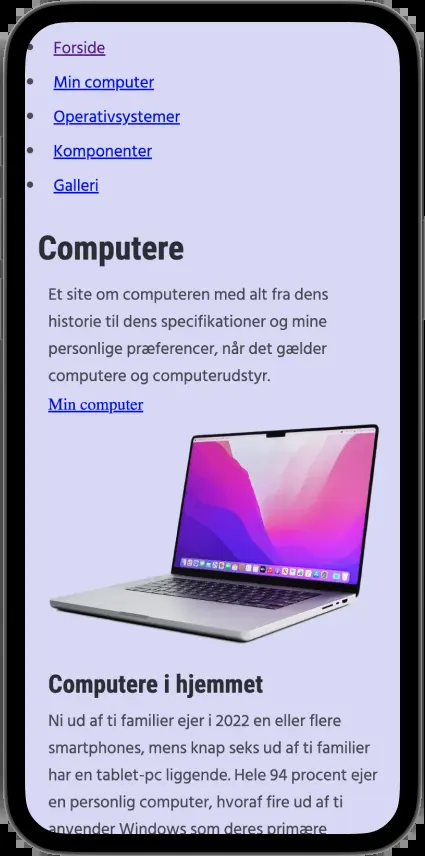 Forside
Min computer
Operativsystemer
Komponenter
Galleri
Computere
Et site om computeren med alt fra dens
historie til dens specifikationer og mine
personlige præferencer, når det gælder
computere og computerudstyr.
Min computer
Computere i hjemmet
Ni ud af ti familier ejer i 2022 en eller flere
smartphones, mens knap seks ud af ti familier
har en tablet-pc liggende. Hele 94 procent ejer
en personlig computer, hvoraf fire ud af ti
anvender Windows som deres primære